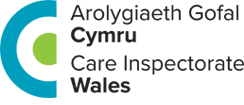 Arolygiaeth Gofal
Cymru
Care Inspectorate
Wales